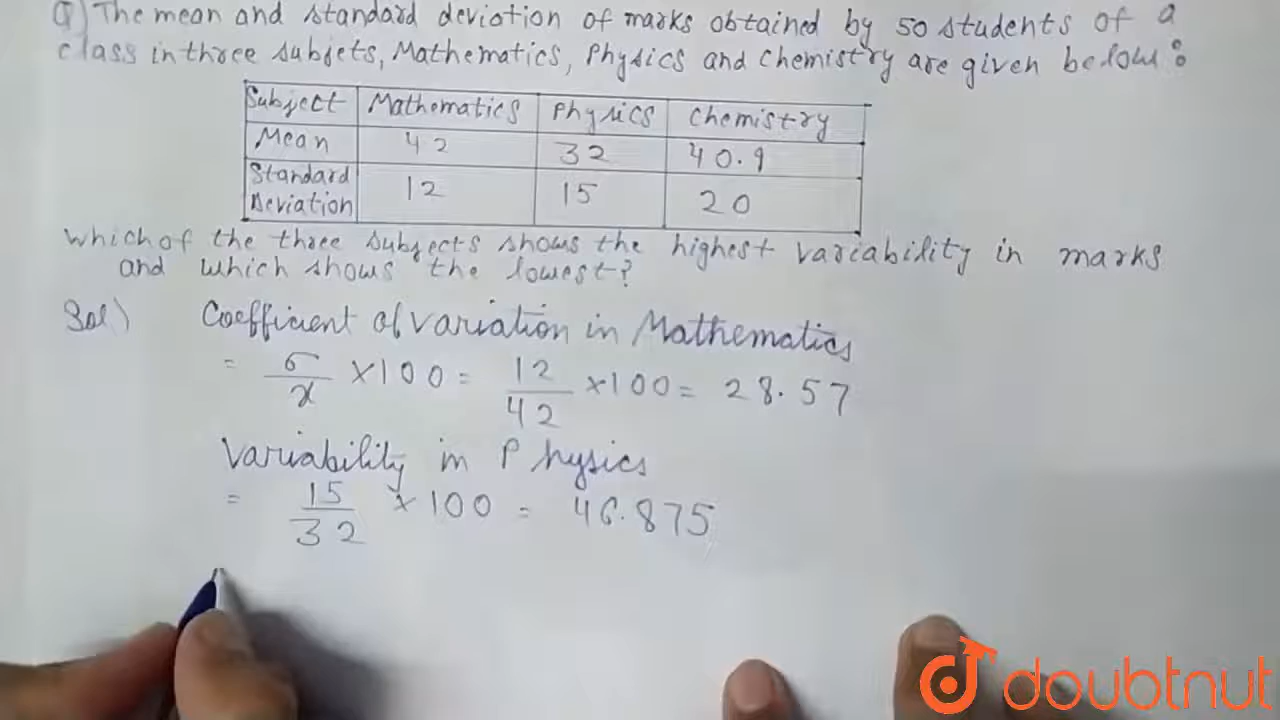 Q) The mean and standard deviation of marks obtained by 50 students of a
class in three subjets, Mathematics, Physics and Chemistry are given below:
Subject Mathematics Physics Chemistry
Mean 42 32 40.9
Standard Deviation 12 15 20
which of the three subjects shows the highest variability in marks
and which shows the lowest?
Sol) Coefficient of variation in Mathematics
= σ/x × 100 = 12/42 × 100 = 28.57
Variability in Physics
= 15/32 × 100 = 46.875
doubtnut